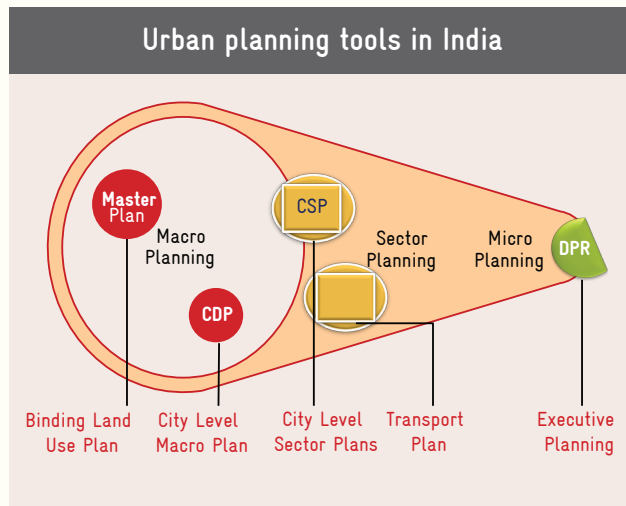 Urban planning tools in India
Master
Plan
Macro
Planning
CDP
CSP
Sector
Planning
Micro
Planning
DPR
Binding Land
Use Plan
City Level
Macro Plan
City Level
Sector Plans
Transport
Plan
Executive
Planning